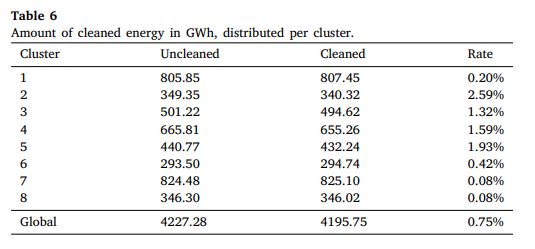 Table 6
Amount of cleaned energy in GWh, distributed per cluster.
Cluster Uncleaned Cleaned Rate
1 805.85 807.45 0.20%
2 349.35 340.32 2.59%
3 501.22 494.62 1.32%
4 665.81 655.26 1.59%
5 440.77 432.24 1.93%
6 293.50 294.74 0.42%
7 824.48 825.10 0.08%
8 346.30 346.02 0.08%
Global 4227.28 4195.75 0.75%